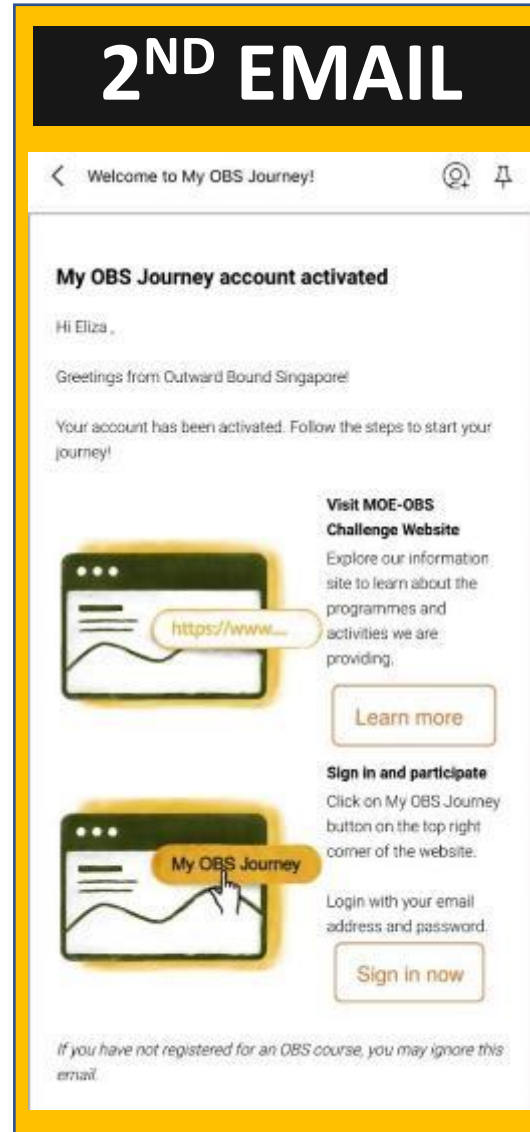 2ND EMAIL
Welcome to My OBS Journey!
My OBS Journey account activated
Hi Eliza ,
Greetings from Outward Bound Singapore!
Your account has been activated. Follow the steps to start your
journey!
Visit MOE-OBS
Challenge Website
Explore our information
site to learn about the
programmes and
activities we are
providing.
https://www....
Learn more
Sign in and participate
Click on My OBS Journey
button on the top right
corner of the website.
My OBS Journey
Login with your email
address and password.
Sign in now
If you have not registered for an OBS course, you may ignore this
email.